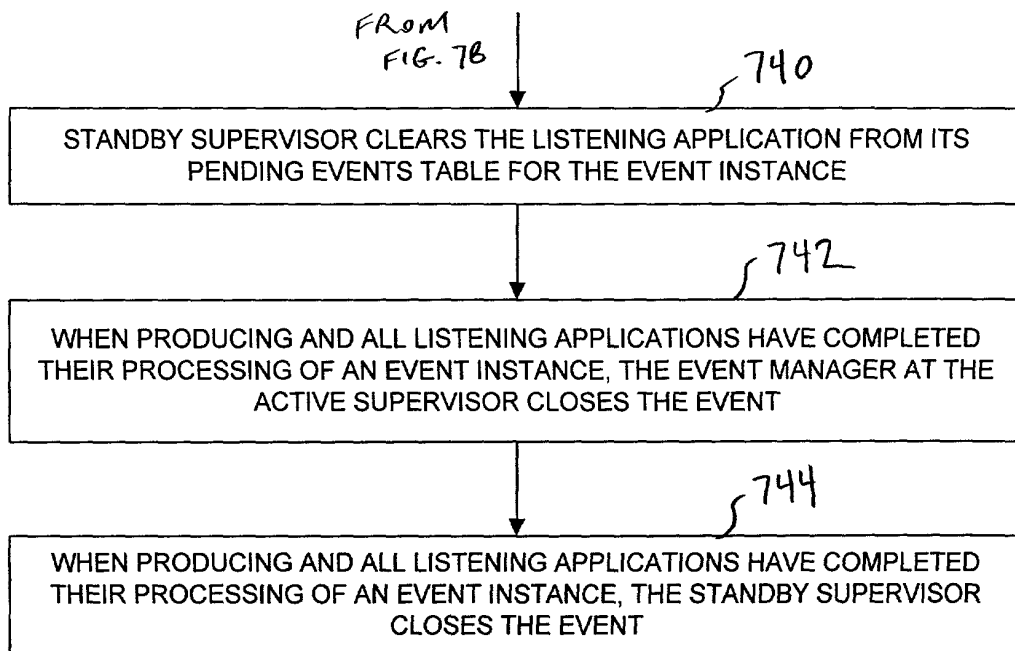 FROM
FIG. 7B
740
STANDBY SUPERVISOR CLEARS THE LISTENING APPLICATION FROM ITS
PENDING EVENTS TABLE FOR THE EVENT INSTANCE
742
WHEN PRODUCING AND ALL LISTENING APPLICATIONS HAVE COMPLETED
THEIR PROCESSING OF AN EVENT INSTANCE, THE EVENT MANAGER AT THE
ACTIVE SUPERVISOR CLOSES THE EVENT
744
WHEN PRODUCING AND ALL LISTENING APPLICATIONS HAVE COMPLETED
THEIR PROCESSING OF AN EVENT INSTANCE, THE STANDBY SUPERVISOR
CLOSES THE EVENT